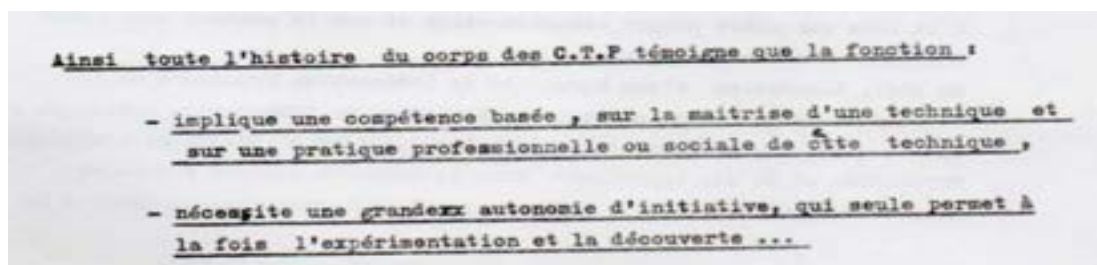 Ainsi toute l'histoire du corps des C.T.P témoigne que la fonction :
- implique une compétence basée , sur la maitrise d'une technique et
sur une pratique professionnelle ou sociale de cette technique ,
- nécessite une grandexx autonomie d'initiative, qui seule permet à
la fois l'expérimentation et la découverte ...